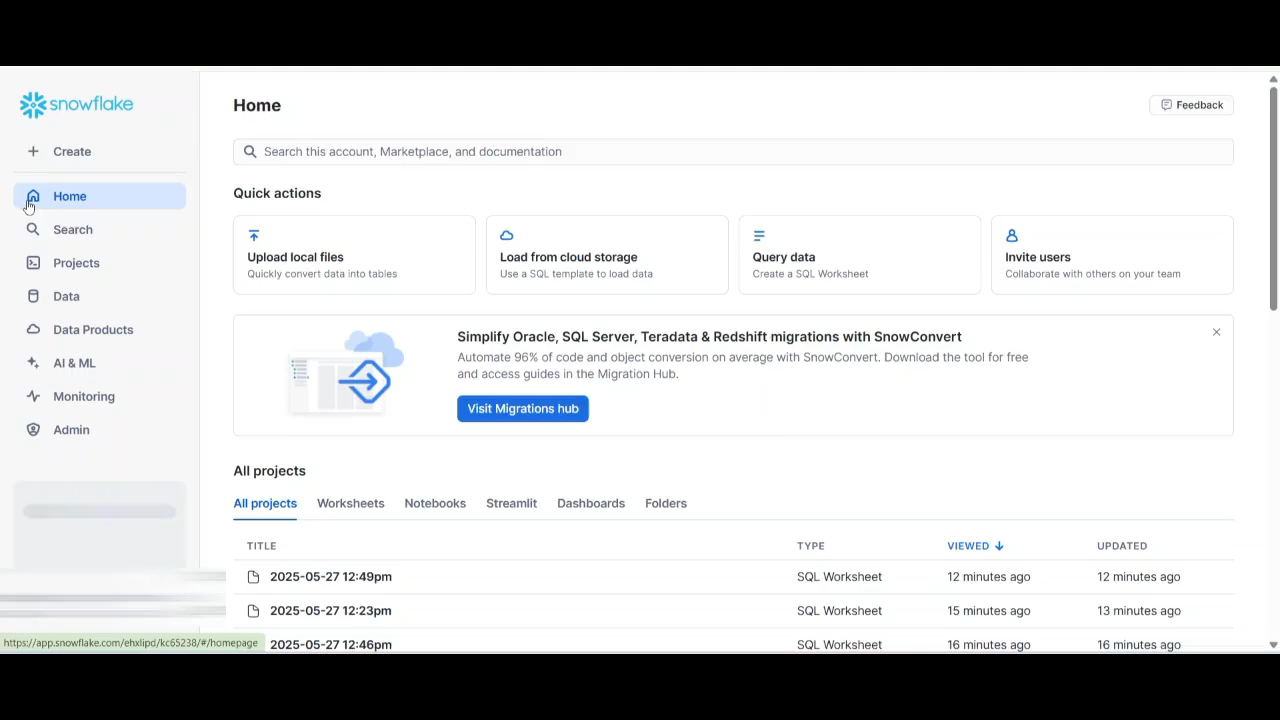 snowflake
Create
Home
Search
Projects
Data
Data Products
AI & ML
Monitoring
Admin
Home
Feedback
Search this account, Marketplace, and documentation
Quick actions
Upload local files
Quickly convert data into tables
Load from cloud storage
Use a SQL template to load data
Query data
Create a SQL Worksheet
Invite users
Collaborate with others on your team
Simplify Oracle, SQL Server, Teradata & Redshift migrations with SnowConvert
Automate 96% of code and object conversion on average with SnowConvert. Download the tool for free
and access guides in the Migration Hub.
Visit Migrations hub
All projects
All projects Worksheets Notebooks Streamlit Dashboards Folders
TITLE TYPE VIEWED UPDATED
2025-05-27 12:49pm SQL Worksheet 12 minutes ago 12 minutes ago
2025-05-27 12:23pm SQL Worksheet 15 minutes ago 13 minutes ago
2025-05-27 12:46pm SQL Worksheet 16 minutes ago 16 minutes ago
https://app.snowflake.com/ehxlipd/kc65238/#/homepage